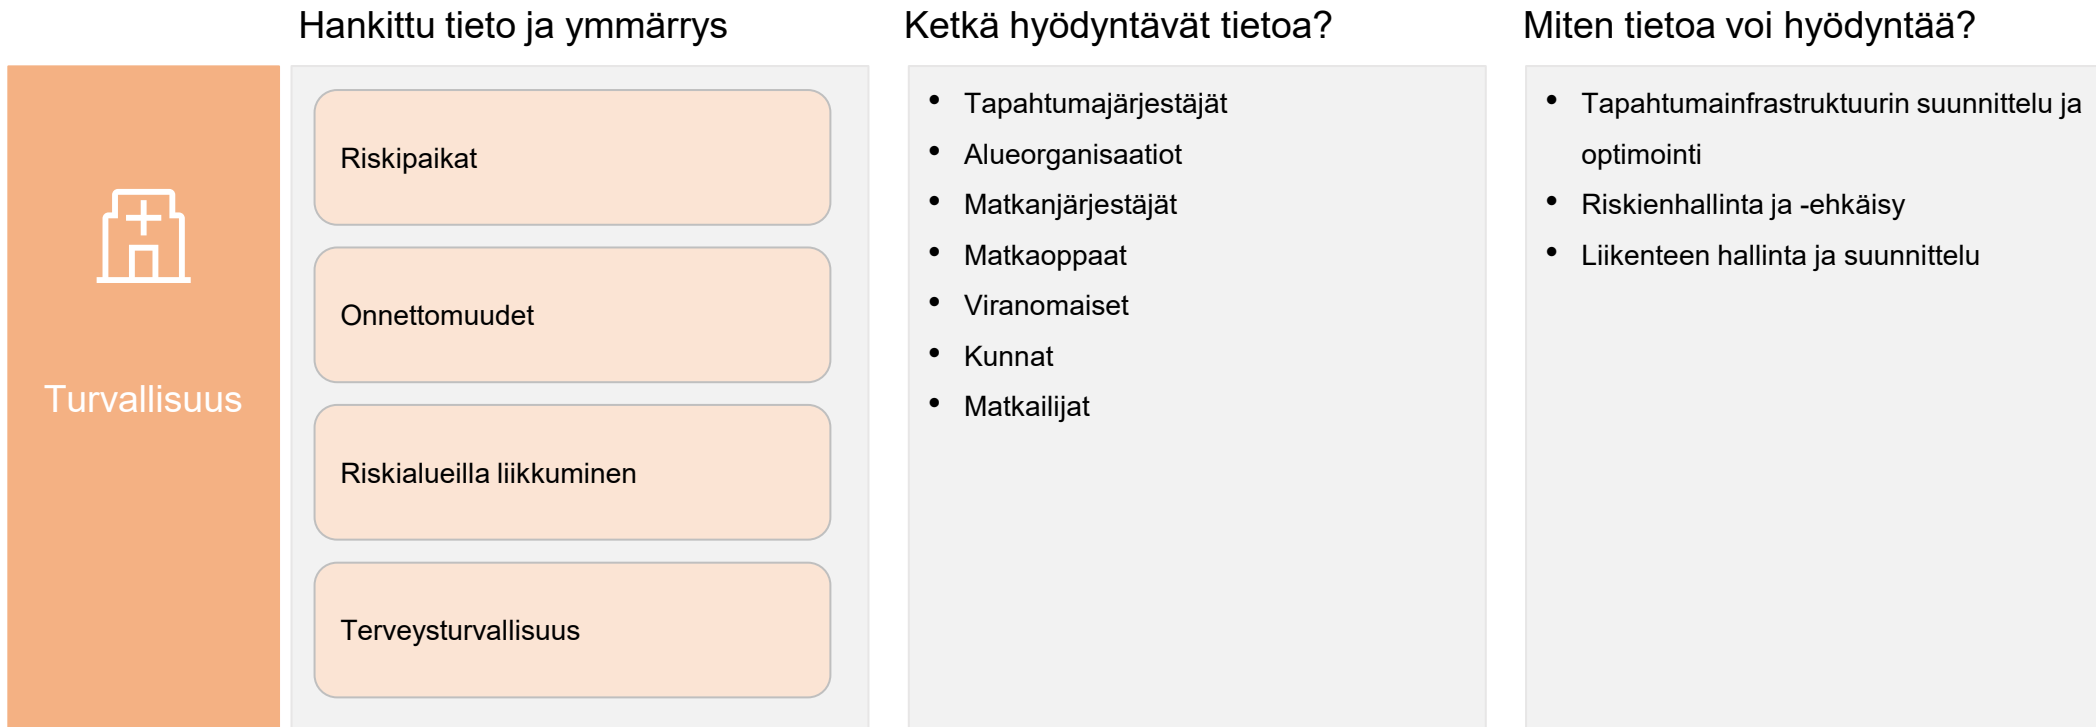 Hankittu tieto ja ymmärrys
Ketkä hyödyntävät tietoa?
Miten tietoa voi hyödyntää?
Turvallisuus
Riskipaikat
Onnettomuudet
Riskialueilla liikkuminen
Terveysturvallisuus
• Tapahtumajärjestäjät
• Alueorganisaatiot
• Matkanjärjestäjät
• Matkaoppaat
• Viranomaiset
• Kunnat
• Matkailijat
• Tapahtumainfrastruktuurin suunnittelu ja
optimointi
• Riskienhallinta ja -ehkäisy
• Liikenteen hallinta ja suunnittelu